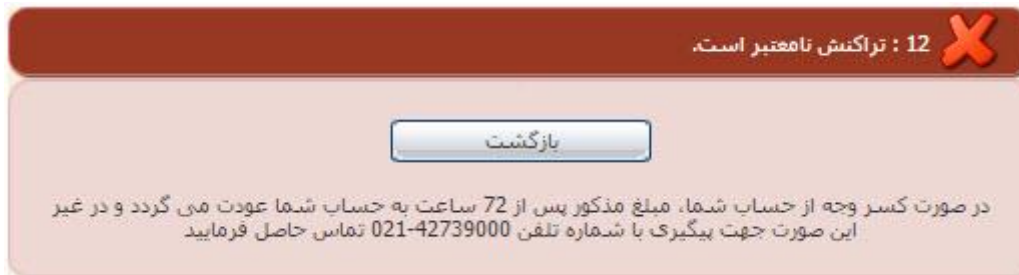 12 : تراکنش نامعتبر است.
بازگشت
در صورت کسر وجه از حساب شما، مبلغ مذکور پس از 72 ساعت به حساب شما عودت می گردد و در غیر
این صورت جهت پیگیری با شماره تلفن 42739000-021 تماس حاصل فرمایید